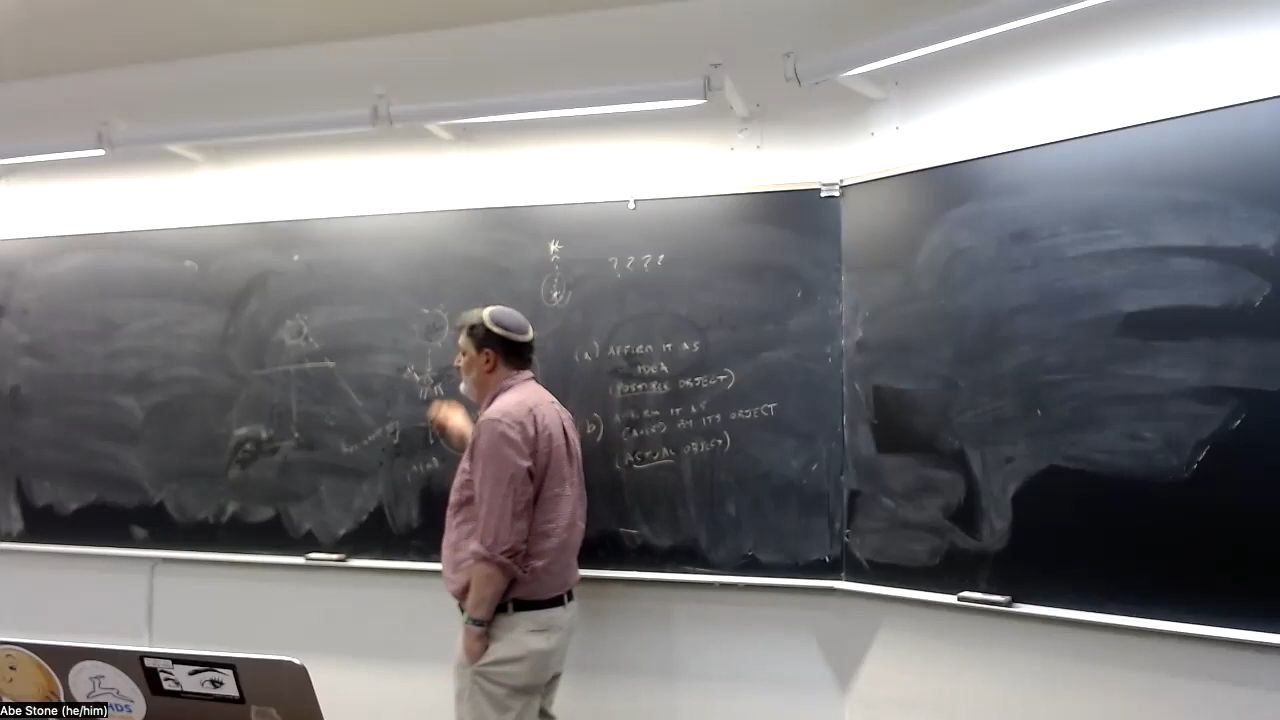 ????
(a) AFFIRM IT AS
IDEA
(POSSIBLE OBJECT)
b) AFFIRM IT AS
CAUSED BY ITS OBJECT
(ACTUAL OBJECT)
MDS
Abe Stone (he/him)